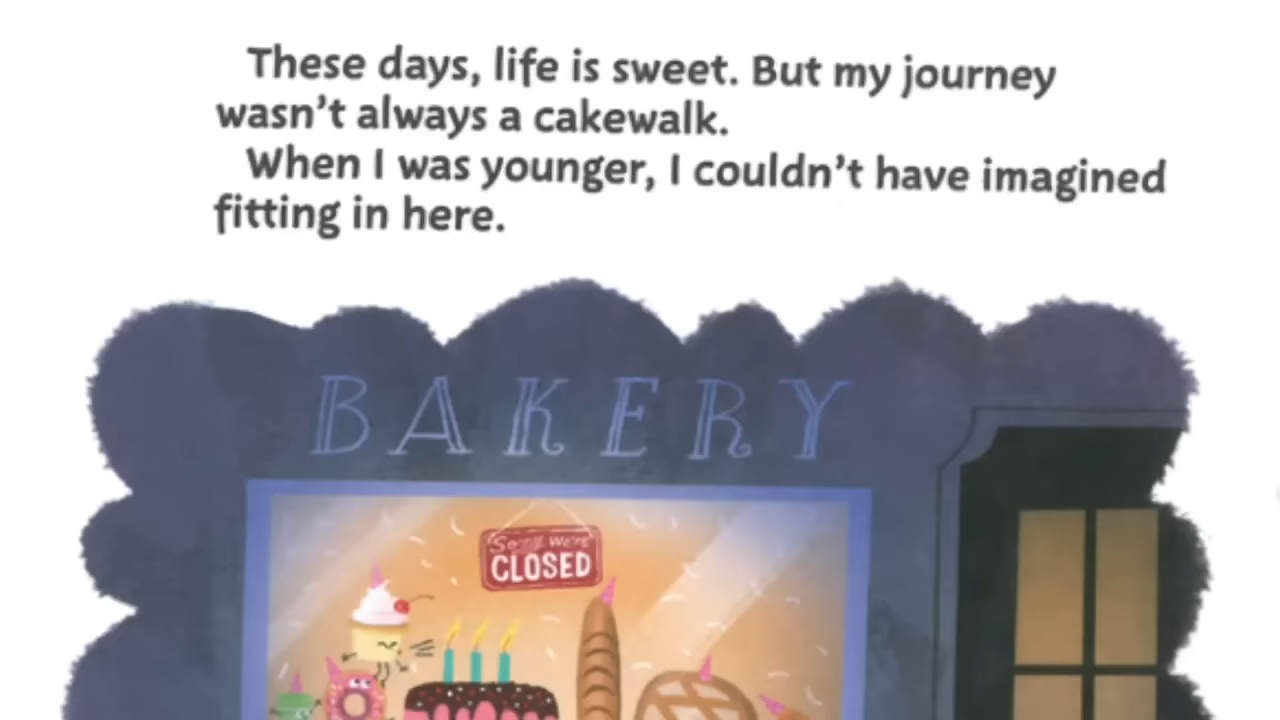 These days, life is sweet. But my journey
wasn't always a cakewalk.
When I was younger, I couldn't have imagined
fitting in here.
BAKERY
Sorry we're
CLOSED